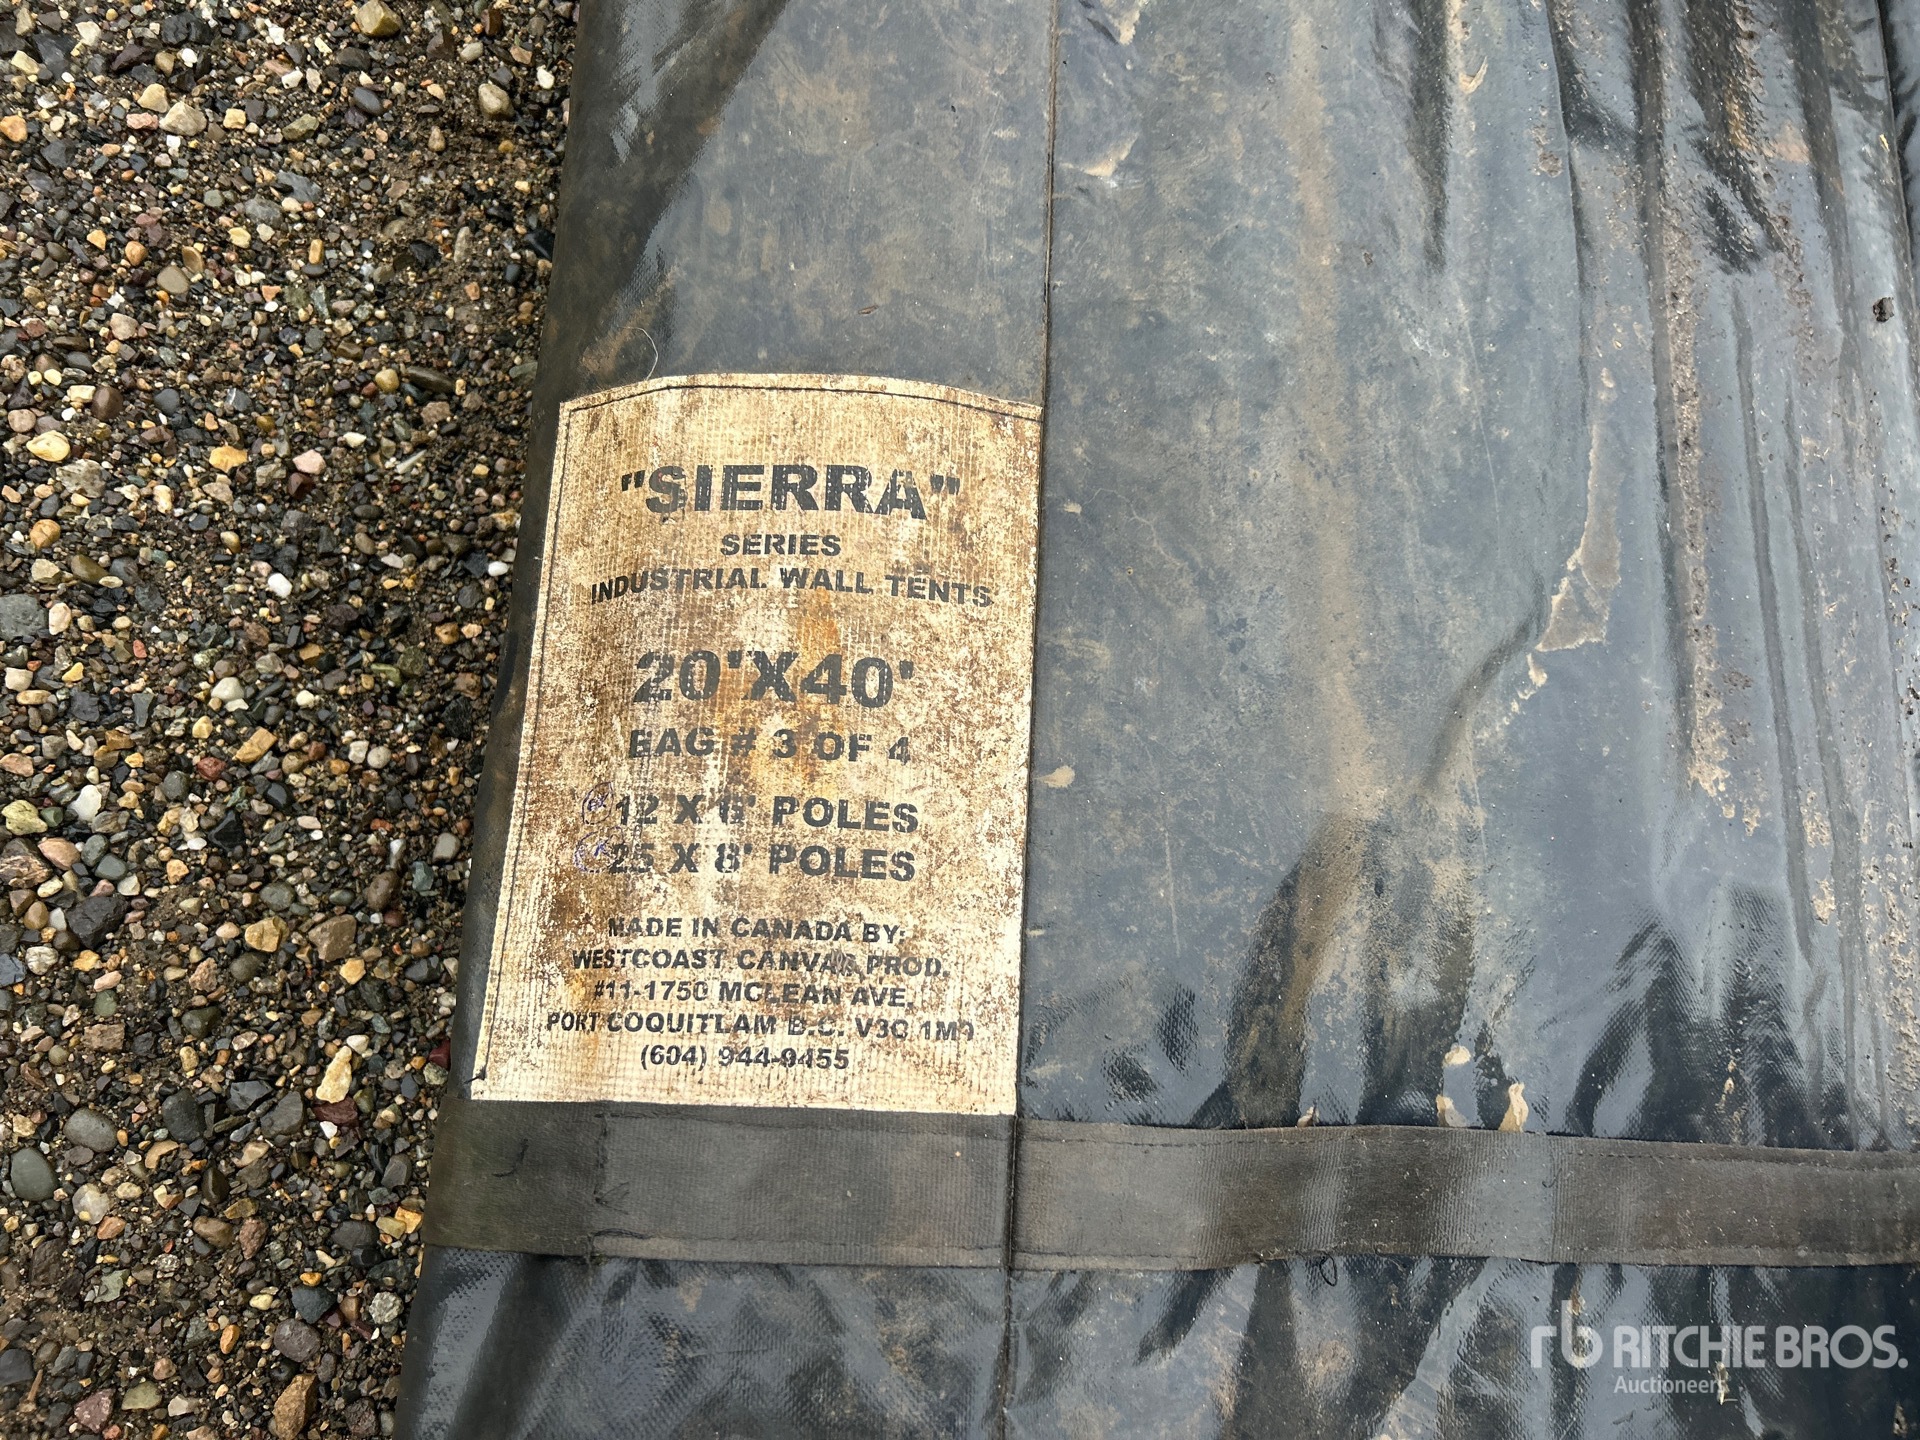 "SIERRA"
SERIES
INDUSTRIAL WALL TENTS
20'X40'
BAG # 3 OF 4
12 X 6' POLES
25 X 8' POLES
MADE IN CANADA BY:
WESTCOAST CANVAS PROD.
#11-1750 MCLEAN AVE.
PORT COQUITLAM B.C. V3C 1M9
(604) 944-9455
rb RITCHIE BROS.
Auctioneers